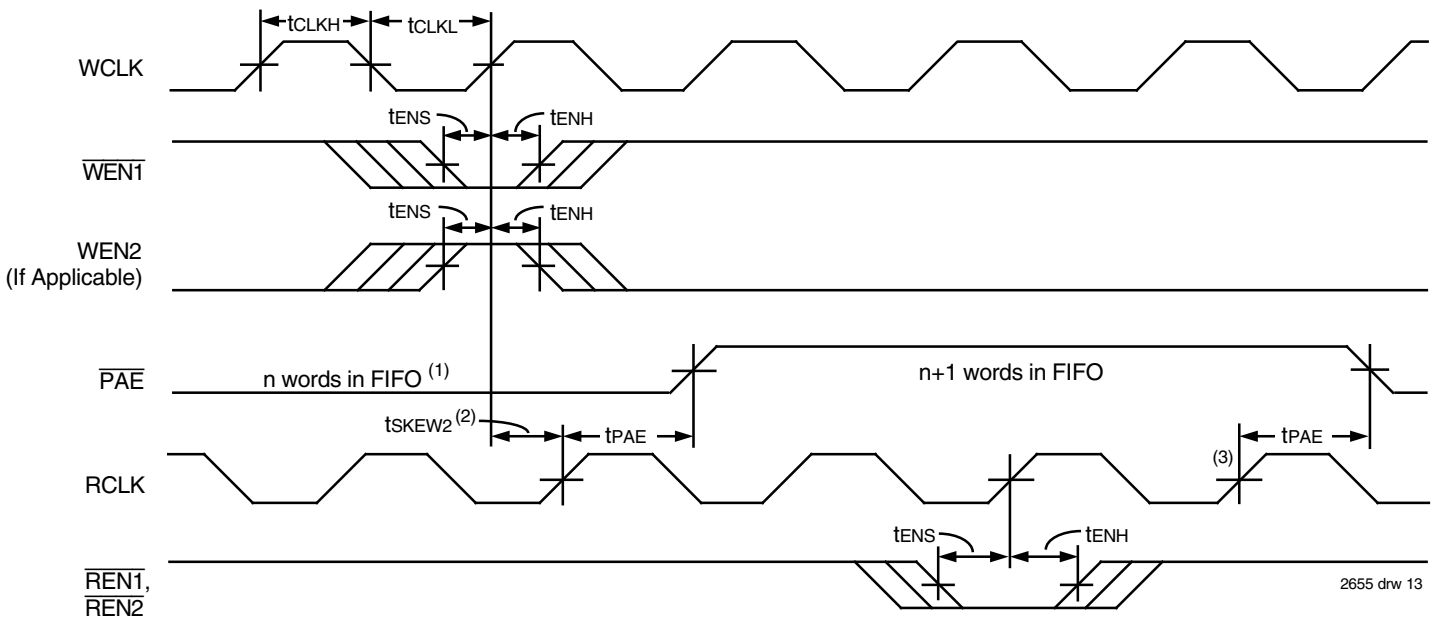 tCLKH tCLKL
WCLK
tENS tENH
WEN1
tENS tENH
WEN2
(If Applicable)
PAE n words in FIFO (1) n+1 words in FIFO
tSKEW2(2) tPAE tPAE
(3)
RCLK
tENS tENH
REN1,
REN2
2655 drw 13